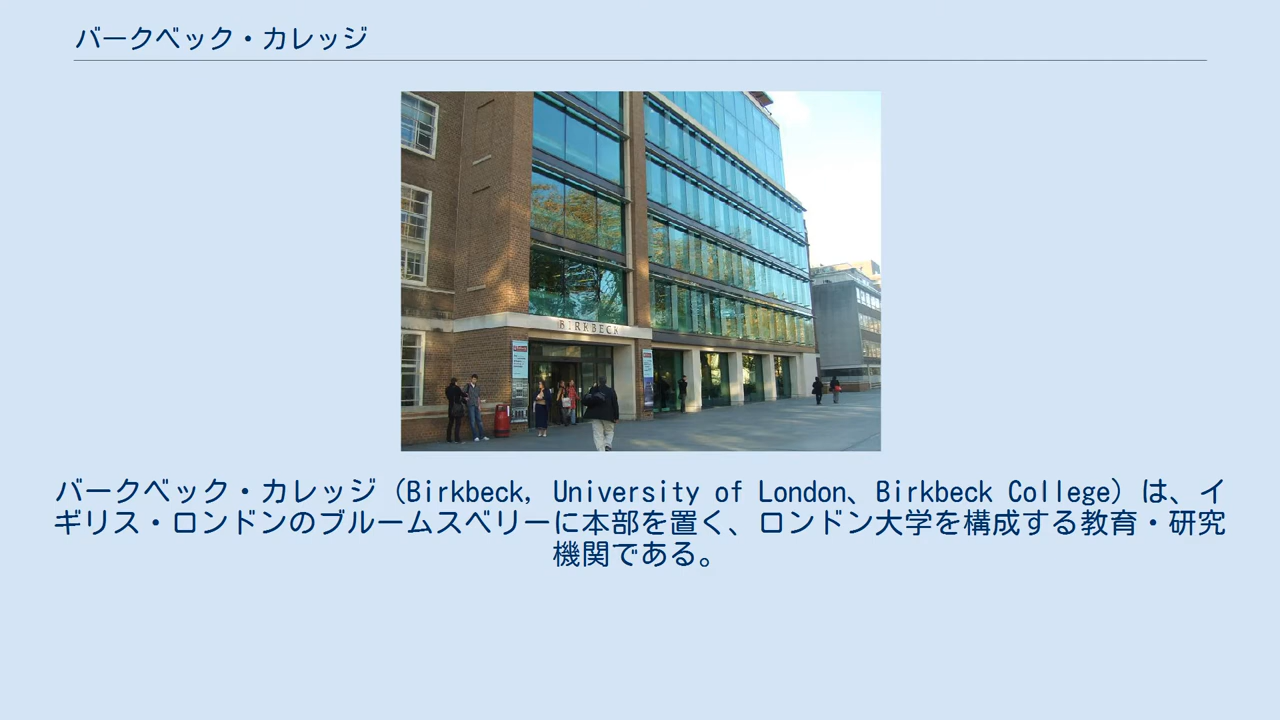 バークベック・カレッジ
BIRKBECK
バークベック・カレッジ（Birkbeck, University of London、Birkbeck College）は、イ
ギリス・ロンドンのブルームスベリーに本部を置く、ロンドン大学を構成する教育・研究
機関である。